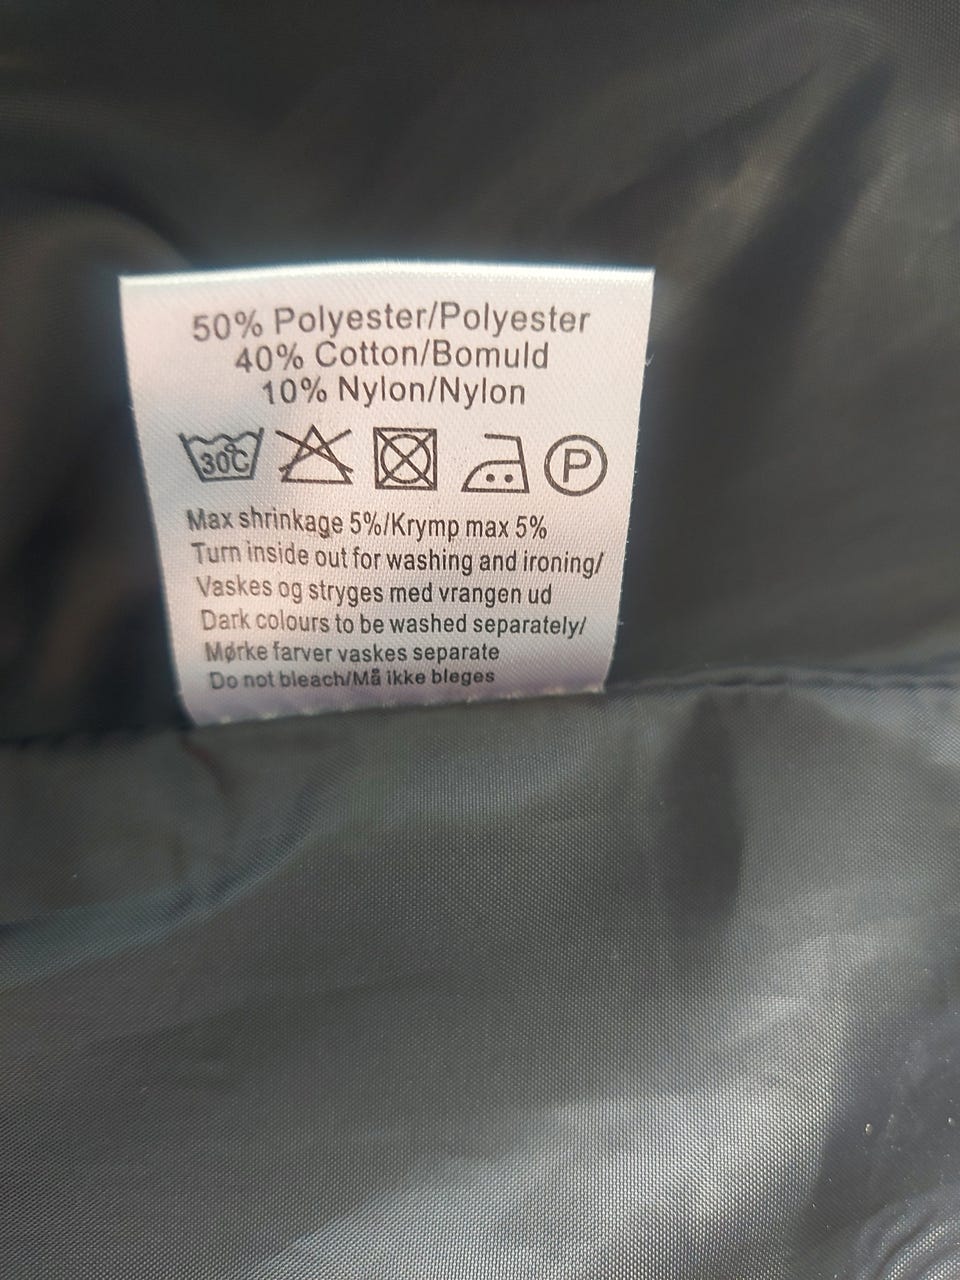 50% Polyester/Polyester
40% Cotton/Bomuld
10% Nylon/Nylon
30°C P
Max shrinkage 5%/Krymp max 5%
Turn inside out for washing and ironing/
Vaskes og stryges med vrangen ud
Dark colours to be washed separately/
Mørke farver vaskes separate
Do not bleach/Må ikke bleges